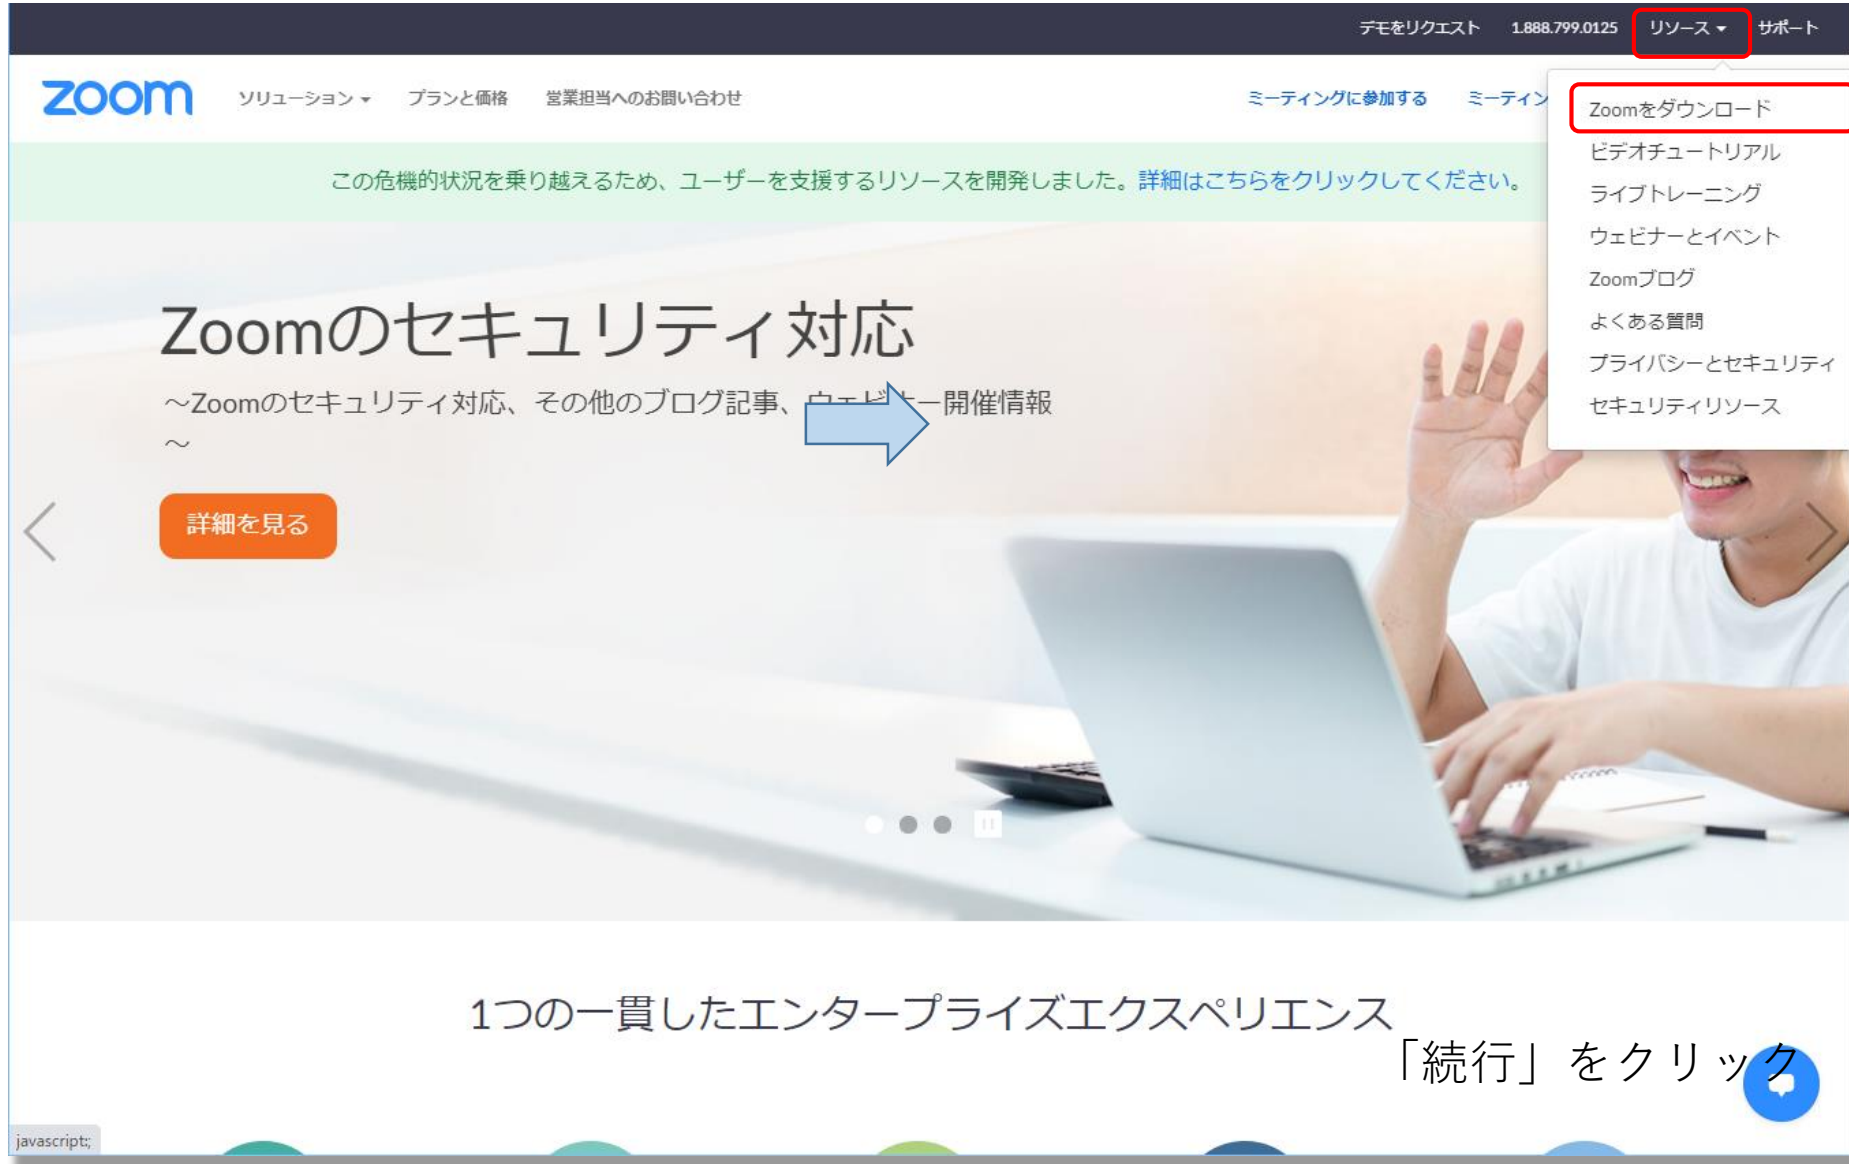 デモをリクエスト 1.888.799.0125 リソース サポート
zoom ソリューション プランと価格 営業担当へのお問い合わせ ミーティングに参加する ミーティン
Zoomをダウンロード
ビデオチュートリアル
ライブトレーニング
ウェビナーとイベント
Zoomブログ
よくある質問
プライバシーとセキュリティ
セキュリティリソース
この危機的状況を乗り越えるため、ユーザーを支援するリソースを開発しました。詳細はこちらをクリックしてください。
Zoomのセキュリティ対応
～Zoomのセキュリティ対応、その他のブログ記事、ウェビナー開催情報
～
詳細を見る
1つの一貫したエンタープライズエクスペリエンス
「続行」をクリック
javascript:;